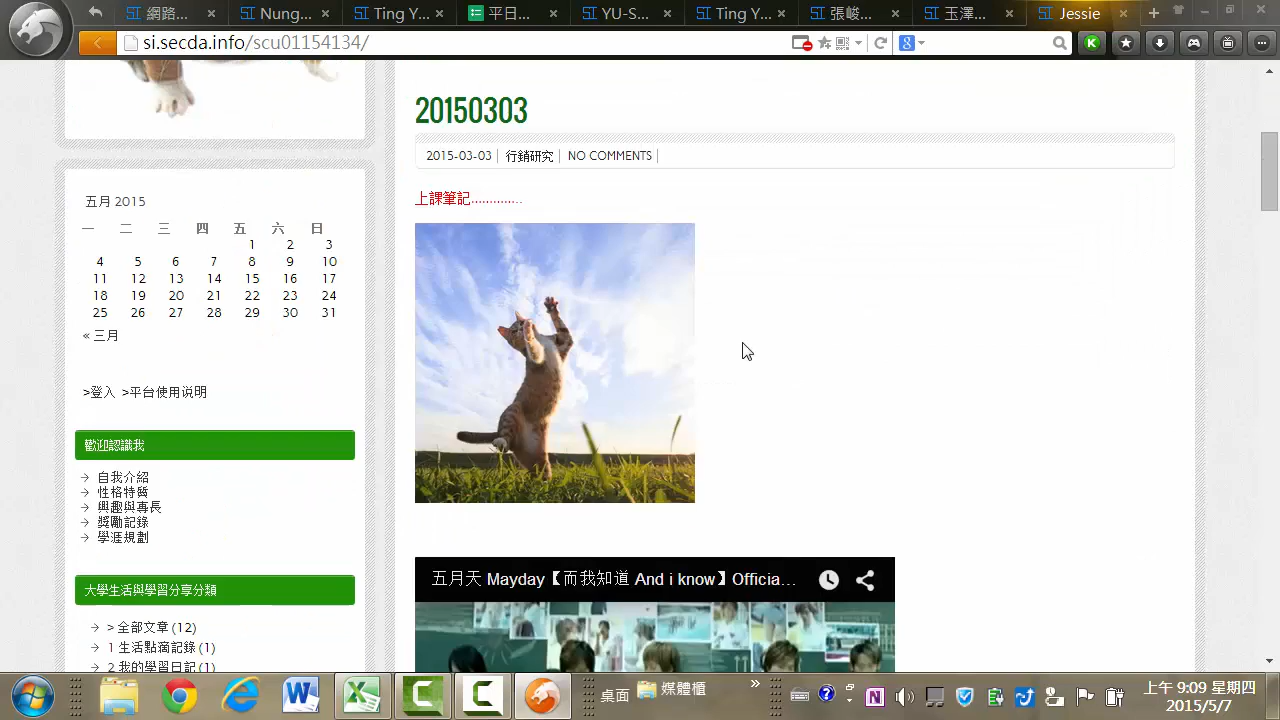 網路...
Nung...
Ting Y...
平日...
YU-S...
Ting Y...
張峻...
玉澤...
Jessie
si.secda.info/scu01154134/
五月 2015
一 二 三 四 五 六 日
1 2 3
4 5 6 7 8 9 10
11 12 13 14 15 16 17
18 19 20 21 22 23 24
25 26 27 28 29 30 31
« 三月
>登入 >平台使用说明
歡迎認識我
自我介紹
性格特質
興趣與專長
獎勵記錄
學涯規劃
大學生活與學習分享分類
> 全部文章 (12)
1 生活點滴記錄 (1)
2 我的學習日記 (1)
20150303
2015-03-03 行銷研究 NO COMMENTS
上課筆記.............
五月天 Mayday【而我知道 And i know】Officia...
桌面
媒體櫃
上午 9:09 星期四
2015/5/7